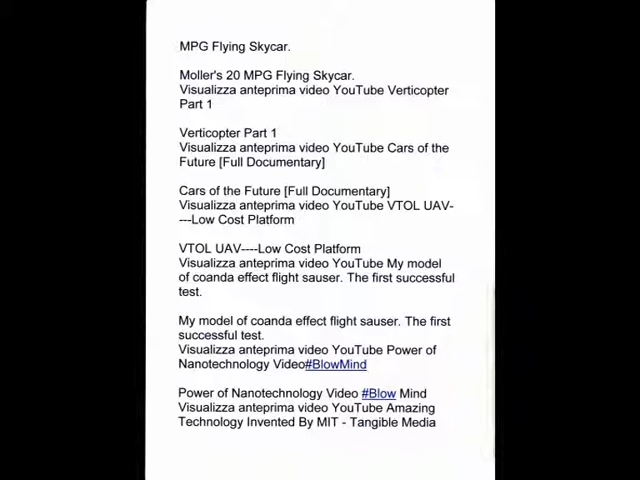 MPG Flying Skycar.
Moller's 20 MPG Flying Skycar.
Visualizza anteprima video YouTube Verticopter
Part 1
Verticopter Part 1
Visualizza anteprima video YouTube Cars of the
Future [Full Documentary]
Cars of the Future [Full Documentary]
Visualizza anteprima video YouTube VTOL UAV-
---Low Cost Platform
VTOL UAV----Low Cost Platform
Visualizza anteprima video YouTube My model
of coanda effect flight sauser. The first successful
test.
My model of coanda effect flight sauser. The first
successful test.
Visualizza anteprima video YouTube Power of
Nanotechnology Video#BlowMind
Power of Nanotechnology Video #Blow Mind
Visualizza anteprima video YouTube Amazing
Technology Invented By MIT - Tangible Media